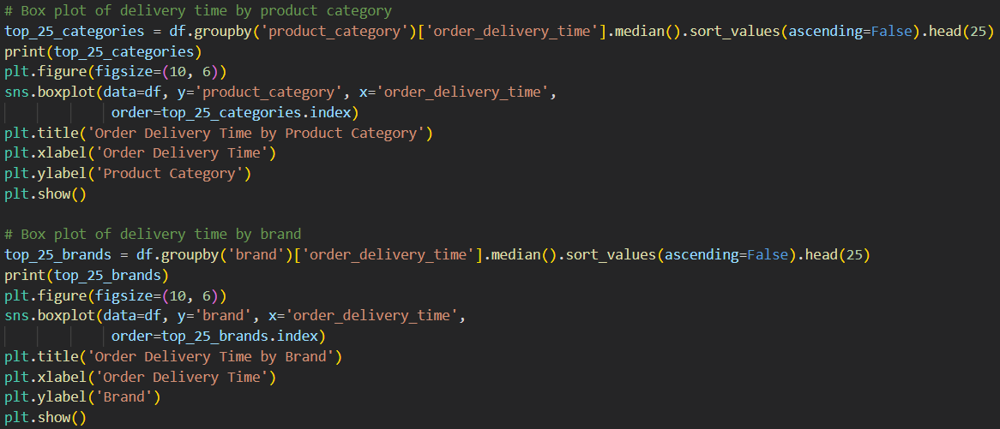 # Box plot of delivery time by product category
top_25_categories = df.groupby('product_category')['order_delivery_time'].median().sort_values(ascending=False).head(25)
print(top_25_categories)
plt.figure(figsize=(10, 6))
sns.boxplot(data=df, y='product_category', x='order_delivery_time',
            order=top_25_categories.index)
plt.title('Order Delivery Time by Product Category')
plt.xlabel('Order Delivery Time')
plt.ylabel('Product Category')
plt.show()

# Box plot of delivery time by brand
top_25_brands = df.groupby('brand')['order_delivery_time'].median().sort_values(ascending=False).head(25)
print(top_25_brands)
plt.figure(figsize=(10, 6))
sns.boxplot(data=df, y='brand', x='order_delivery_time',
            order=top_25_brands.index)
plt.title('Order Delivery Time by Brand')
plt.xlabel('Order Delivery Time')
plt.ylabel('Brand')
plt.show()